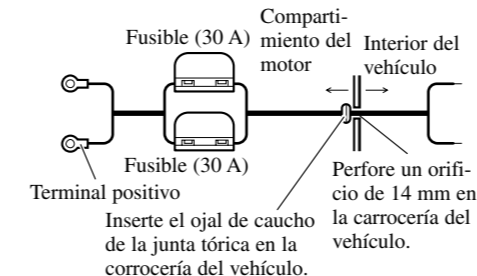 Comparti-
miento del
motor
Fusible (30 A)
Interior del
vehículo
Fusible (30 A)
Terminal positivo
Inserte el ojal de caucho
de la junta tórica en la
corrocería del vehículo.
Perfore un orifi-
cio de 14 mm en
la carrocería del
vehículo.